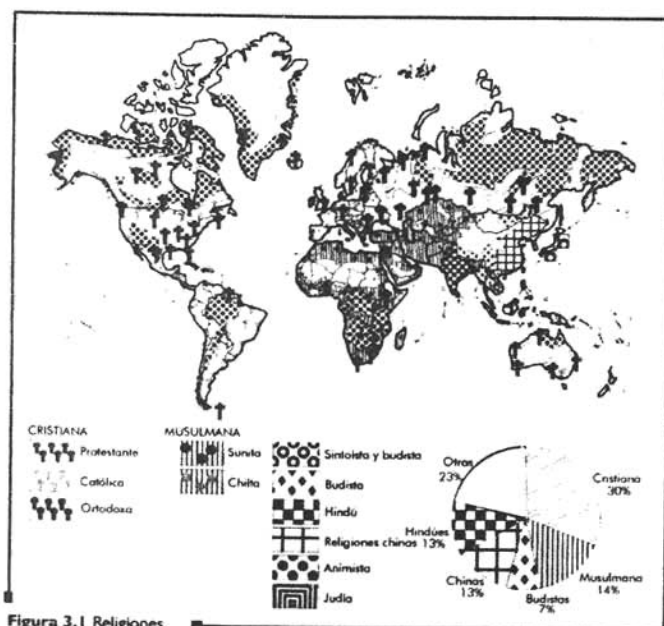 CRISTIANA
Protestante
Católica
Ortodoxa
MUSULMANA
Sunita
Chiita
Sintoísta y budista
Budista
Hindú
Religiones chinas
Animista
Judía
Otras
23%
Cristiana
30%
Hindúes
13%
Chinas
13%
Budistas
7%
Musulmana
14%
Figura 3.1 Religiones